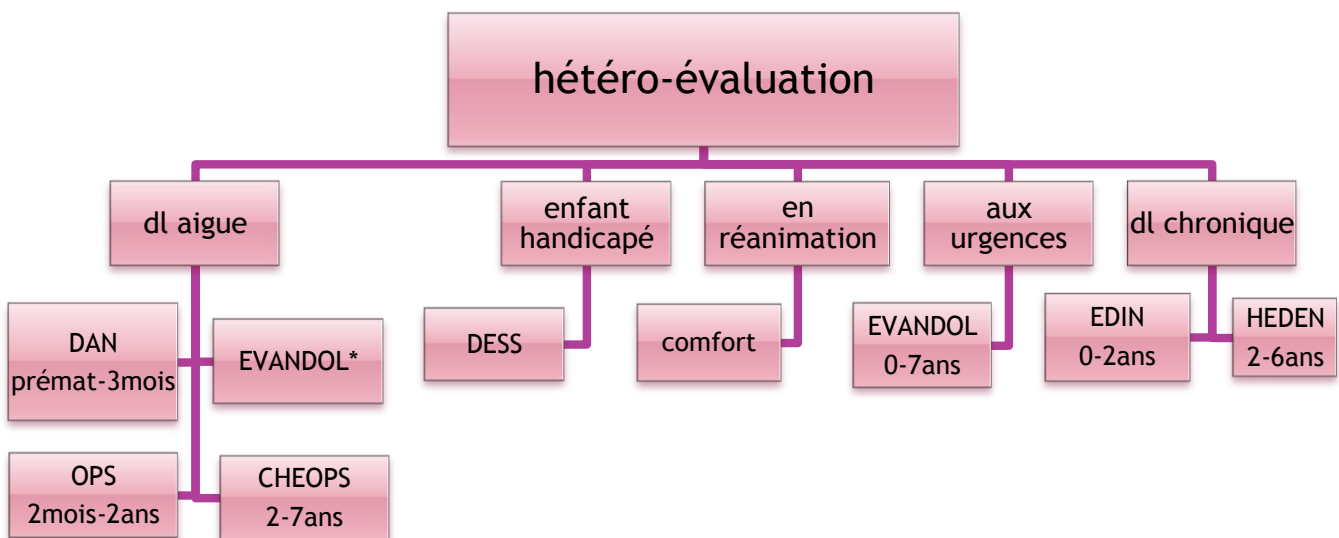 hétéro-évaluation
dl aigue
enfant
handicapé
en
réanimation
aux
urgences
dl chronique
DAN
prémat-3mois
EVANDOL*
DESS
comfort
EVANDOL
0-7ans
EDIN
0-2ans
HEDEN
2-6ans
OPS
2mois-2ans
CHEOPS
2-7ans